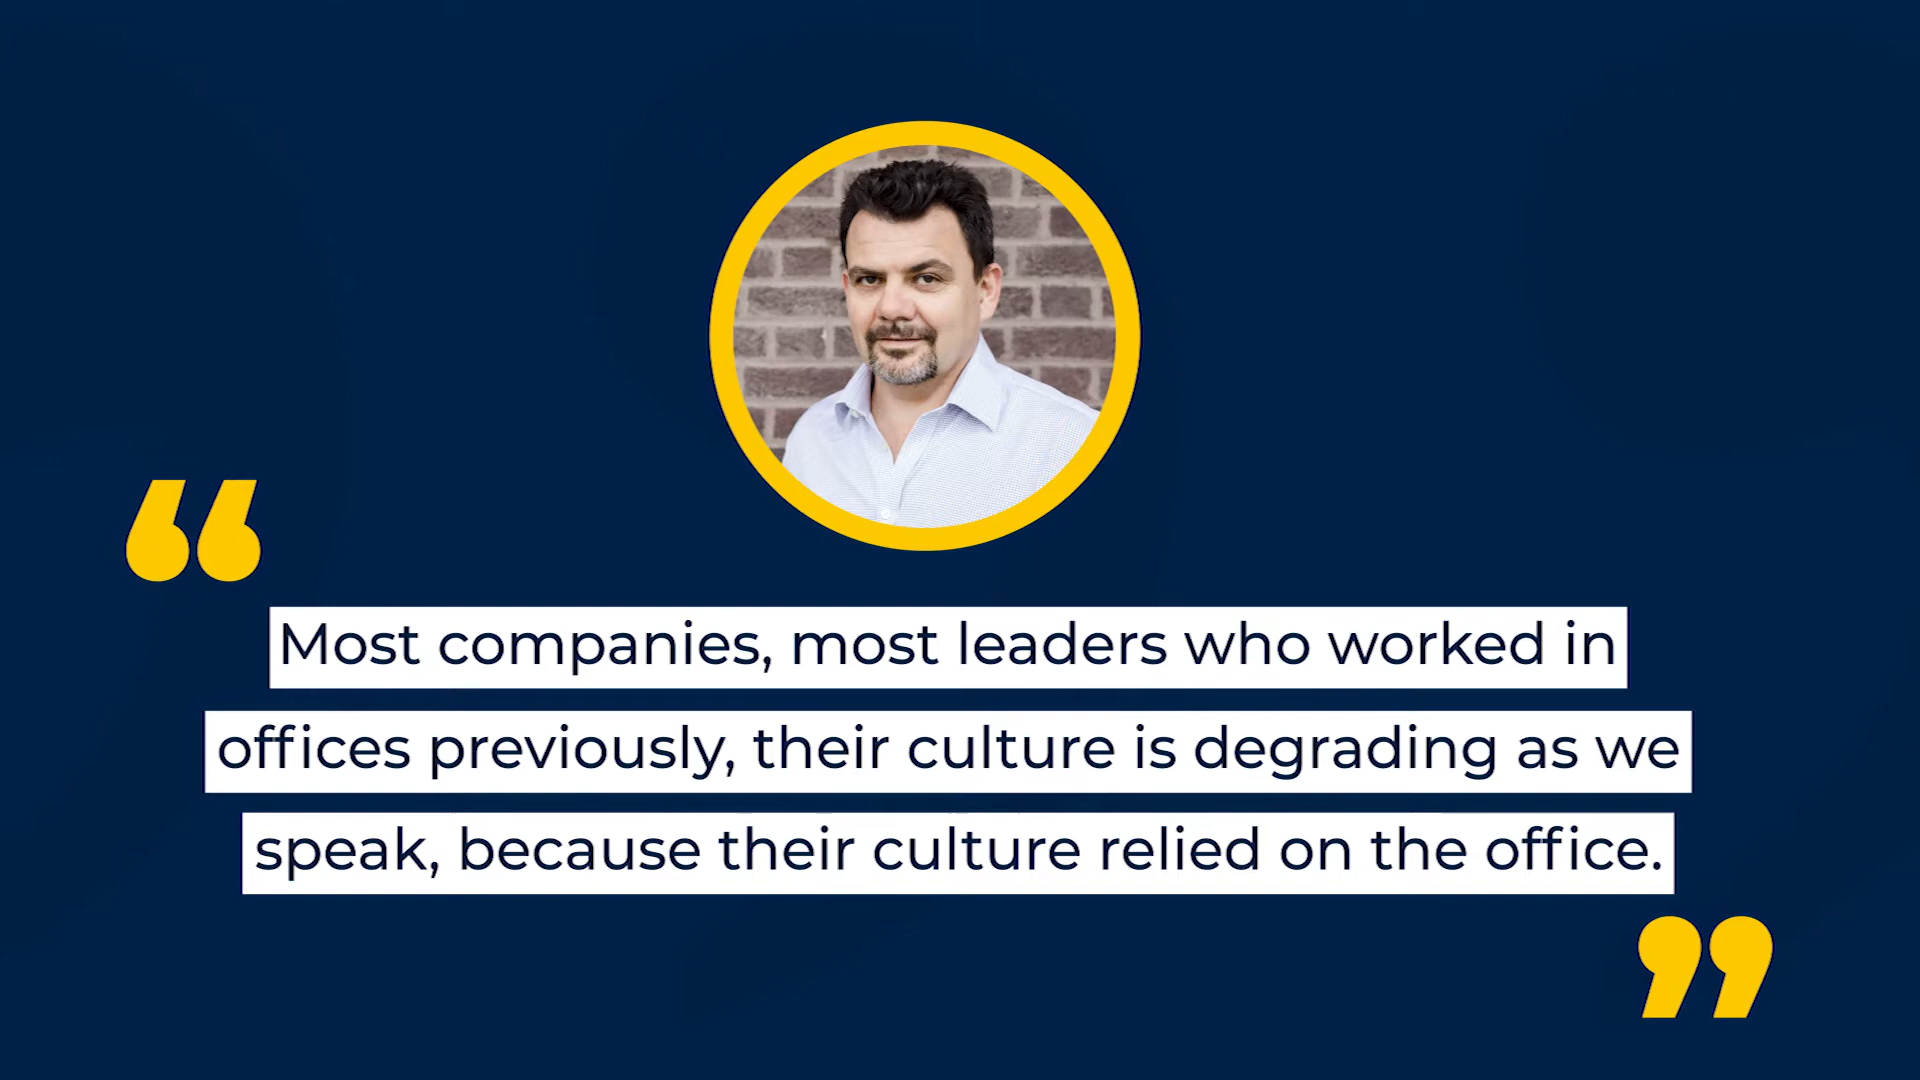 “
Most companies, most leaders who worked in
offices previously, their culture is degrading as we
speak, because their culture relied on the office.
”